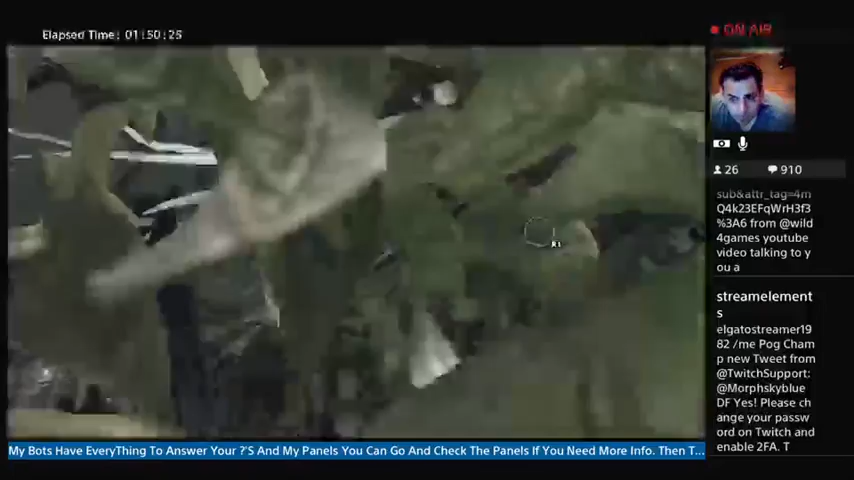 Elapsed Time: 01:50:25
ON AIR
26
910
sub&attr_tag=4m
Q4k23EFqWrH3f3
%3A6 from @wild
4games youtube
video talking to y
ou a
streamelement
s
elgatostreamer19
82 /me Pog Cham
p new Tweet from
@TwitchSupport:
@Morphskyblue
DF Yes! Please ch
ange your passw
ord on Twitch and
enable 2FA. T
R1
My Bots Have EveryThing To Answer Your ?'S And My Panels You Can Go And Check The Panels If You Need More Info. Then T...